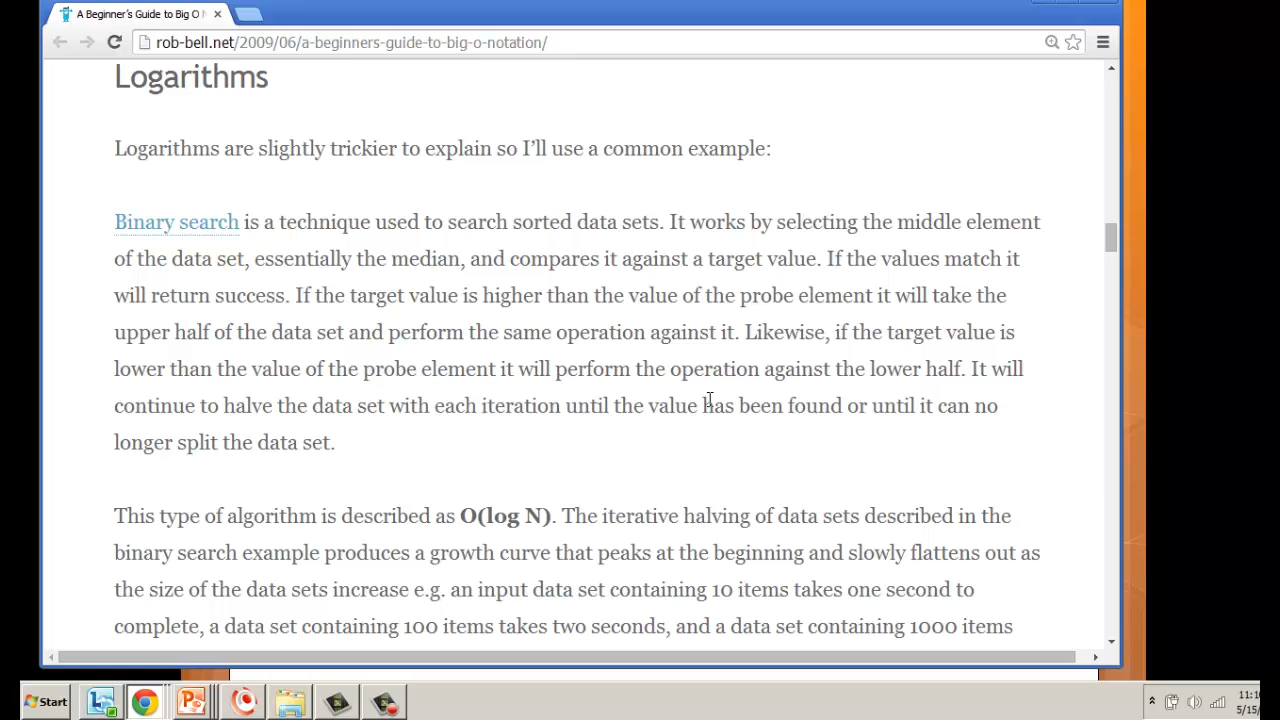 A Beginner's Guide to Big O N
rob-bell.net/2009/06/a-beginners-guide-to-big-o-notation/
Logarithms
Logarithms are slightly trickier to explain so I'll use a common example:
Binary search is a technique used to search sorted data sets. It works by selecting the middle element
of the data set, essentially the median, and compares it against a target value. If the values match it
will return success. If the target value is higher than the value of the probe element it will take the
upper half of the data set and perform the same operation against it. Likewise, if the target value is
lower than the value of the probe element it will perform the operation against the lower half. It will
continue to halve the data set with each iteration until the value has been found or until it can no
longer split the data set.
This type of algorithm is described as O(log N). The iterative halving of data sets described in the
binary search example produces a growth curve that peaks at the beginning and slowly flattens out as
the size of the data sets increase e.g. an input data set containing 10 items takes one second to
complete, a data set containing 100 items takes two seconds, and a data set containing 1000 items
Start
5/15/